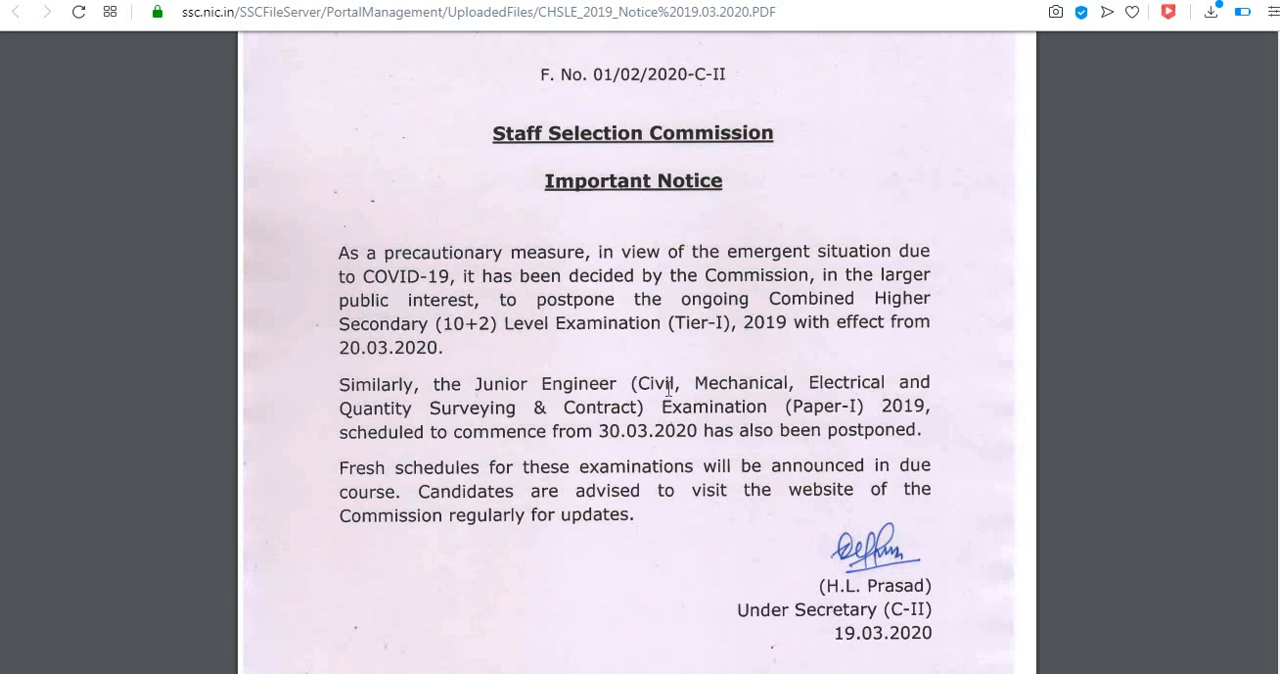 ssc.nic.in/SSCFileServer/PortalManagement/UploadedFiles/CHSLE_2019_Notice%2019.03.2020.PDF
F. No. 01/02/2020-C-II
Staff Selection Commission
Important Notice
As a precautionary measure, in view of the emergent situation due
to COVID-19, it has been decided by the Commission, in the larger
public interest, to postpone the ongoing Combined Higher
Secondary (10+2) Level Examination (Tier-I), 2019 with effect from
20.03.2020.
Similarly, the Junior Engineer (Civil, Mechanical, Electrical and
Quantity Surveying & Contract) Examination (Paper-I) 2019,
scheduled to commence from 30.03.2020 has also been postponed.
Fresh schedules for these examinations will be announced in due
course. Candidates are advised to visit the website of the
Commission regularly for updates.
(H.L. Prasad)
Under Secretary (C-II)
19.03.2020